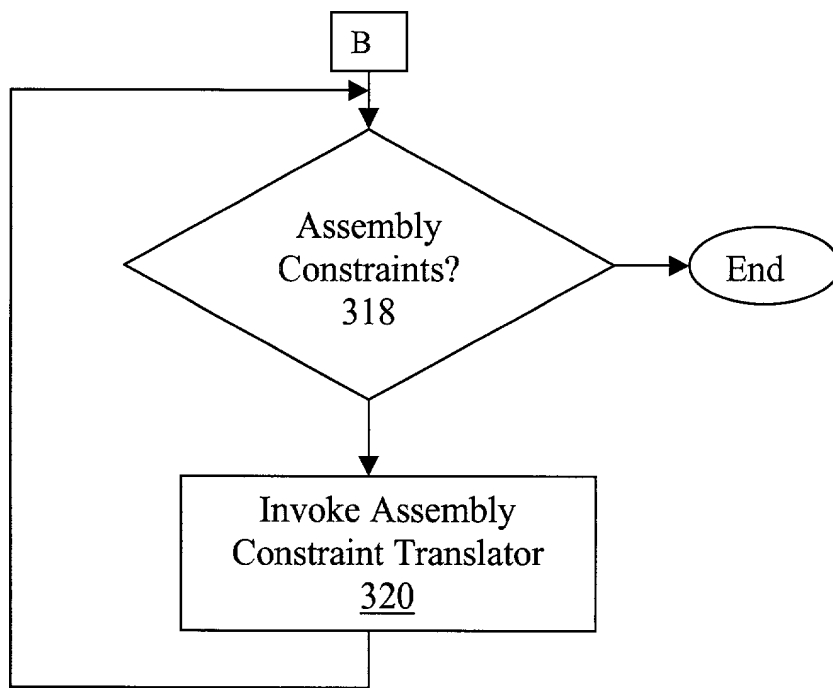 B
Assembly
Constraints?
318
End
Invoke Assembly
Constraint Translator
320